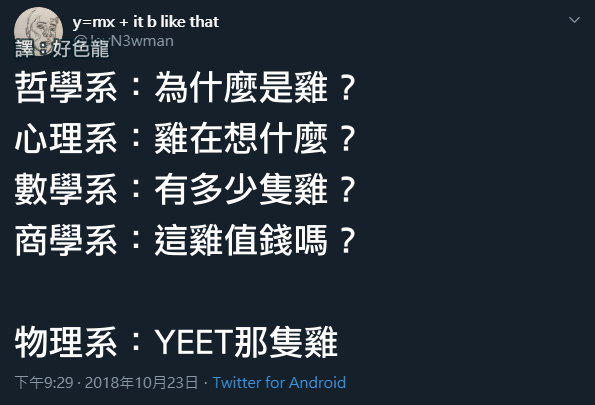 y=mx + it b like that
N3wman
譯：好色龍
哲學系：為什麼是雞？
心理系：雞在想什麼？
數學系：有多少隻雞？
商學系：這雞值錢嗎？
物理系：YEET那隻雞
下午9:29 · 2018年10月23日 · Twitter for Android